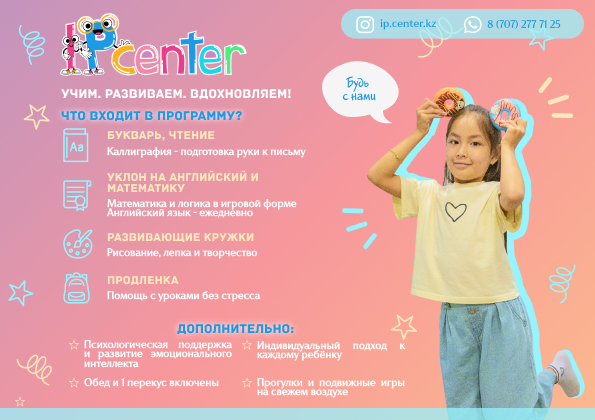 ip.center.kz
8 (707) 277 71 25
IP center
УЧИМ. РАЗВИВАЕМ. ВДОХНОВЛЯЕМ!
Будь
с нами
ЧТО ВХОДИТ В ПРОГРАММУ?
Aa
БУКВАРЬ, ЧТЕНИЕ
Каллиграфия - подготовка руки к письму
УКЛОН НА АНГЛИЙСКИЙ И
МАТЕМАТИКУ
Математика и логика в игровой форме
Английский язык - ежедневно
РАЗВИВАЮЩИЕ КРУЖКИ
Рисование, лепка и творчество
ПРОДЛЕНКА
Помощь с уроками без стресса
ДОПОЛНИТЕЛЬНО:
Психологическая поддержка
и развитие эмоционального
интеллекта
Индивидуальный подход к
каждому ребёнку
Обед и 1 перекус включены
Прогулки и подвижные игры
на свежем воздухе